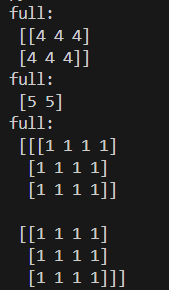 full:
[[4 4 4]
[4 4 4]]
full:
[5 5]
full:
[[[1 1 1 1]
[1 1 1 1]
[1 1 1 1]]
[[1 1 1 1]
[1 1 1 1]
[1 1 1 1]]]